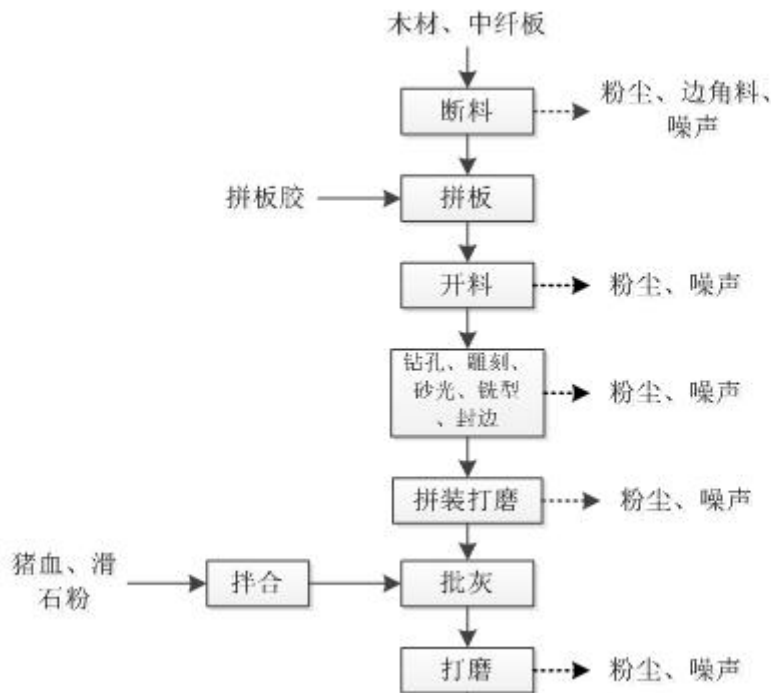 木材、中纤板
断料
粉尘、边角料、
噪声
拼板胶
拼板
开料
粉尘、噪声
钻孔、雕刻、
砂光、铣型
、封边
粉尘、噪声
拼装打磨
粉尘、噪声
猪血、滑
石粉
拌合
批灰
打磨
粉尘、噪声